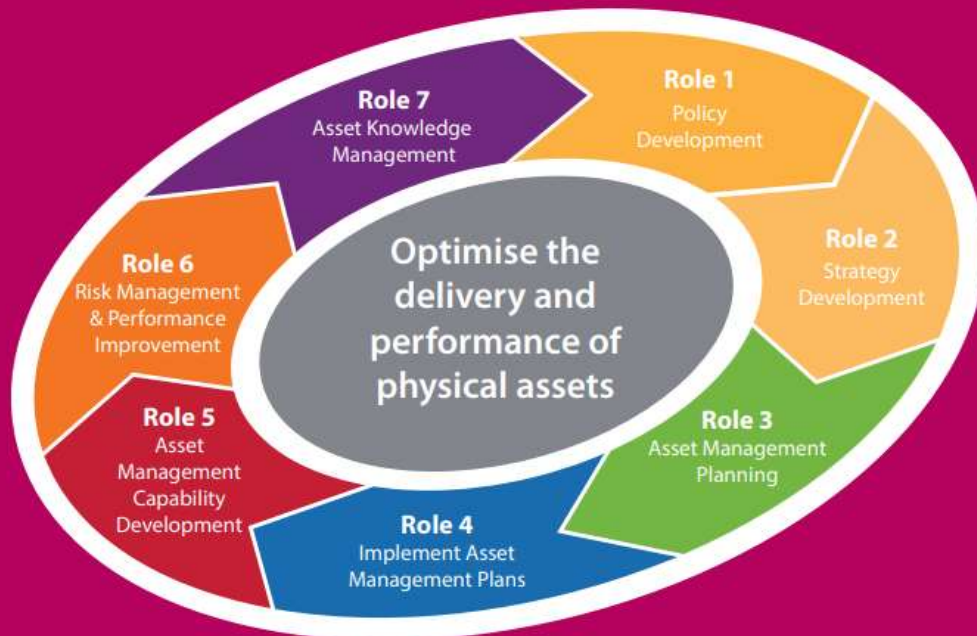 Role 1
Policy
Development
Role 2
Strategy
Development
Role 3
Asset Management
Planning
Role 4
Implement Asset
Management Plans
Role 5
Asset
Management
Capability
Development
Role 6
Risk Management
& Performance
Improvement
Role 7
Asset Knowledge
Management
Optimise the
delivery and
performance of
physical assets